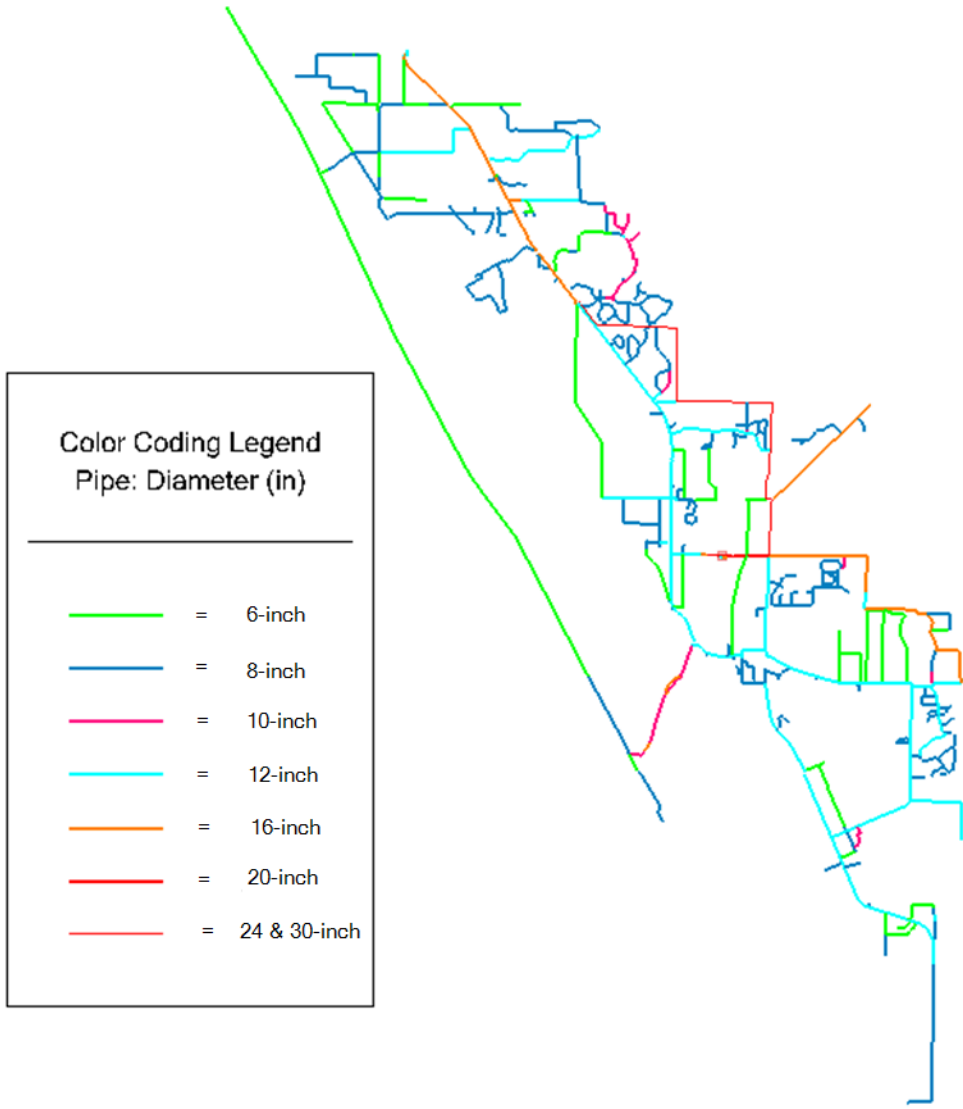 Color Coding Legend
Pipe: Diameter (in)
= 6-inch
= 8-inch
= 10-inch
= 12-inch
= 16-inch
= 20-inch
= 24 & 30-inch